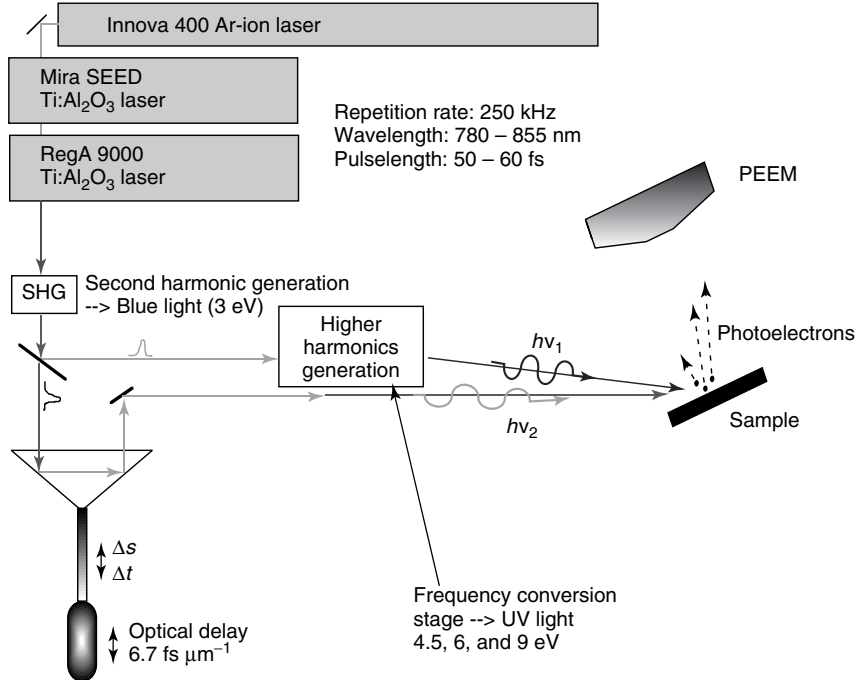 Innova 400 Ar-ion laser
Mira SEED
Ti:Al₂O₃ laser
RegA 9000
Ti:Al₂O₃ laser
Repetition rate: 250 kHz
Wavelength: 780 – 855 nm
Pulselength: 50 – 60 fs
PEEM
SHG
Second harmonic generation
--> Blue light (3 eV)
Higher
harmonics
generation
hν₁
hν₂
Photoelectrons
Sample
Δs
Δt
Optical delay
6.7 fs μm⁻¹
Frequency conversion
stage --> UV light
4.5, 6, and 9 eV